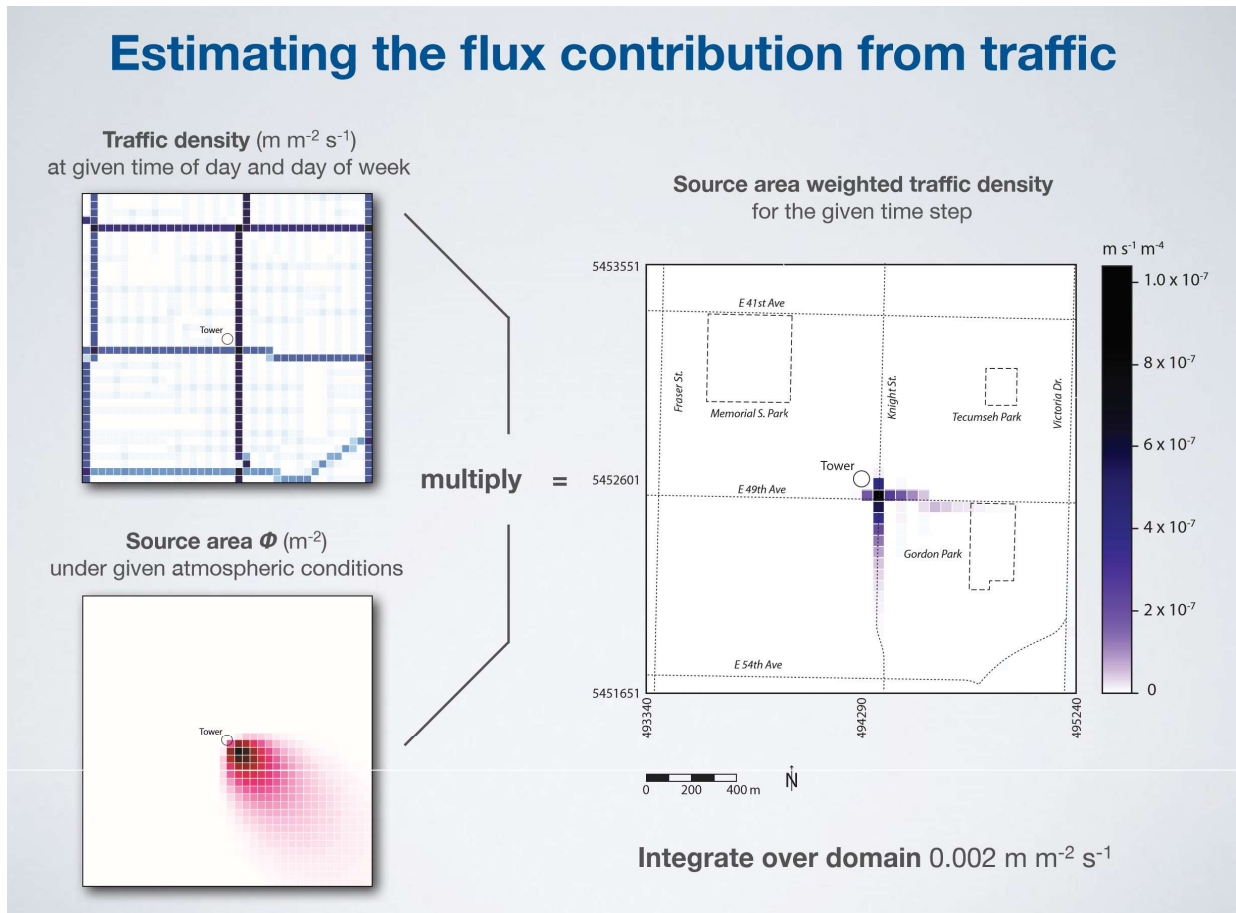 Estimating the flux contribution from traffic
Traffic density (m m⁻² s⁻¹)
at given time of day and day of week
Tower
multiply =
Source area Φ (m⁻²)
under given atmospheric conditions
Tower
Source area weighted traffic density
for the given time step
m s⁻¹ m⁻⁴
5453551
5452601
5451651
493340
494290
495240
E 41st Ave
Fraser St.
Memorial S. Park
Knight St.
Tecumseh Park
Victoria Dr.
Tower
E 49th Ave
Gordon Park
E 54th Ave
1.0 x 10⁻⁷
8 x 10⁻⁷
6 x 10⁻⁷
4 x 10⁻⁷
2 x 10⁻⁷
0
0 200 400 m
N
Integrate over domain 0.002 m m⁻² s⁻¹